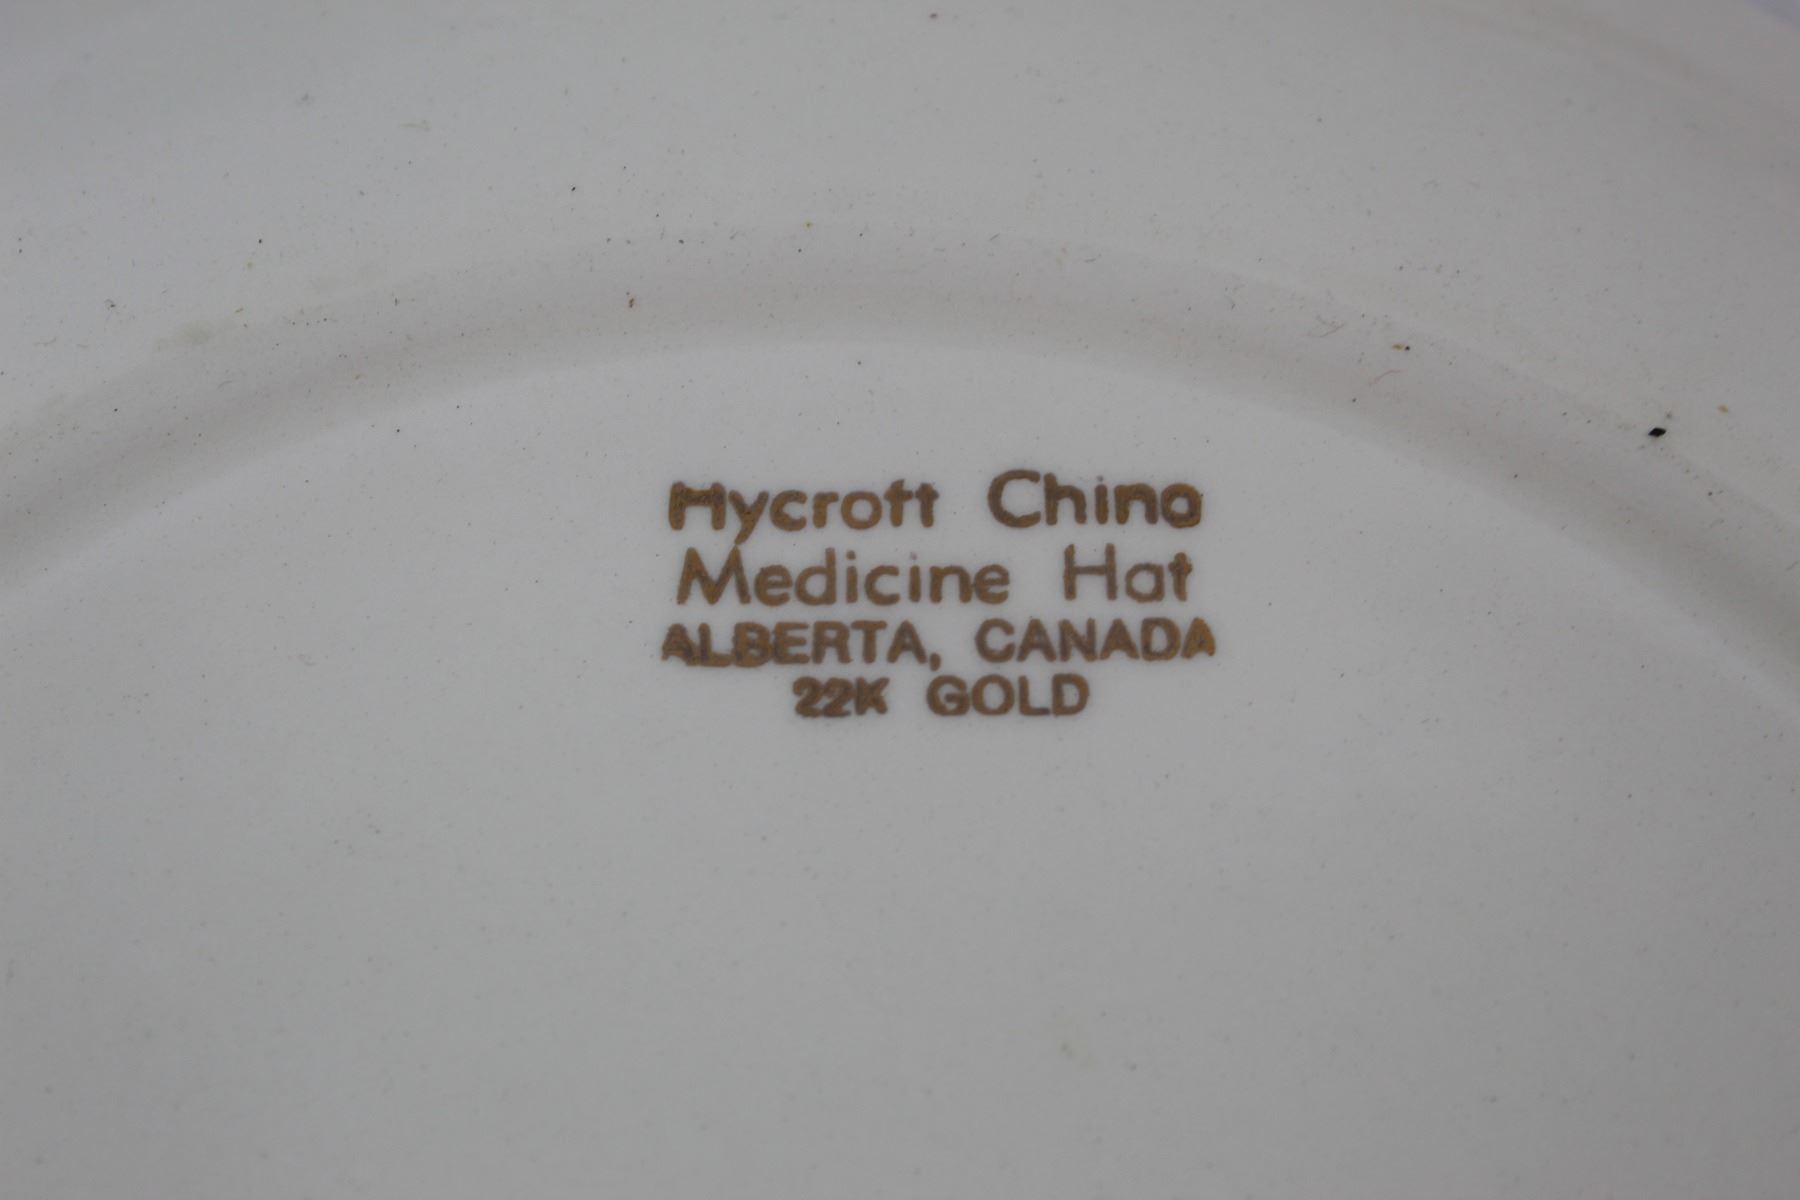 Hycroft China
Medicine Hat
ALBERTA, CANADA
22K GOLD